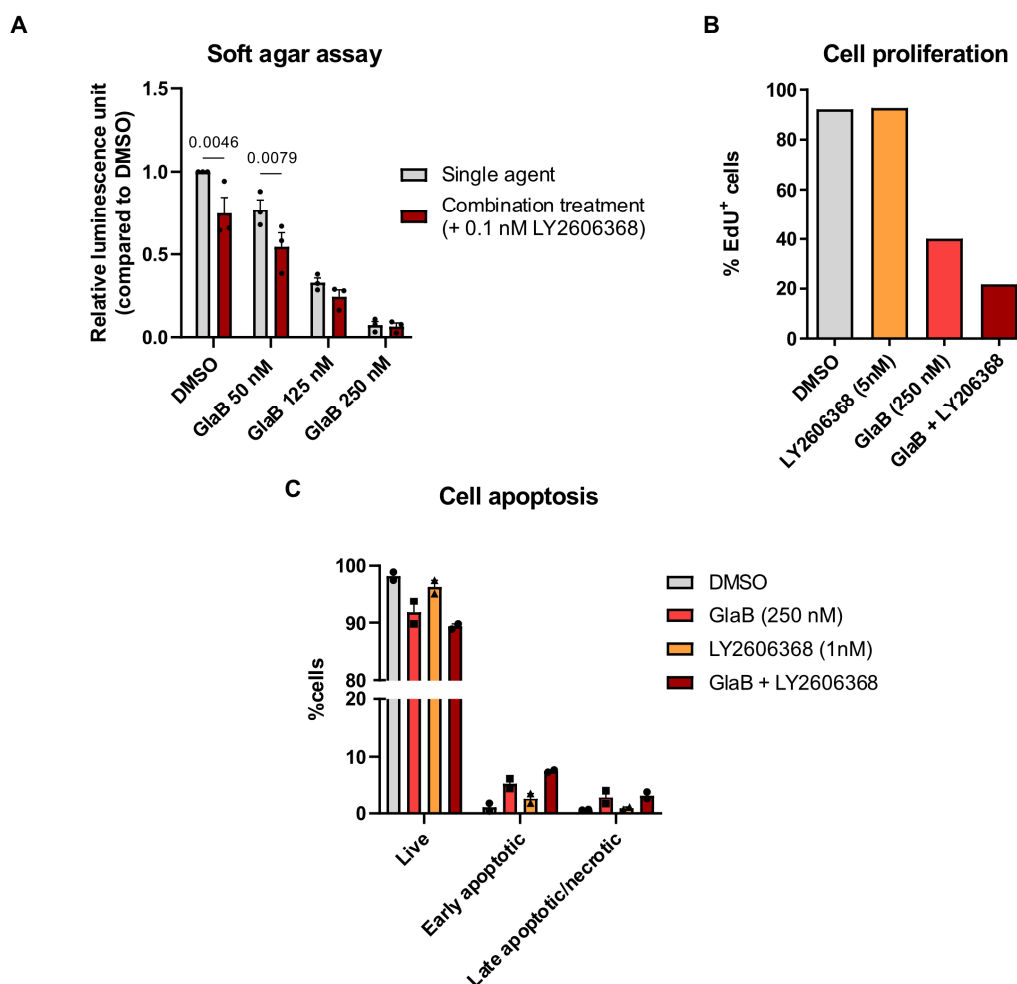 A
Soft agar assay
Relative luminescence unit
(compared to DMSO)
1.5
1.0
0.5
0.0
0.0046
0.0079
DMSO
GlaB 50 nM
GlaB 125 nM
GlaB 250 nM
Single agent
Combination treatment
(+ 0.1 nM LY2606368)
B
Cell proliferation
% EdU⁺ cells
100
80
60
40
20
0
DMSO
LY2606368 (5nM)
GlaB (250 nM)
GlaB + LY206368
C
Cell apoptosis
%cells
100
90
80
20
10
0
Live
Early apoptotic
Late apoptotic/necrotic
DMSO
GlaB (250 nM)
LY2606368 (1nM)
GlaB + LY2606368